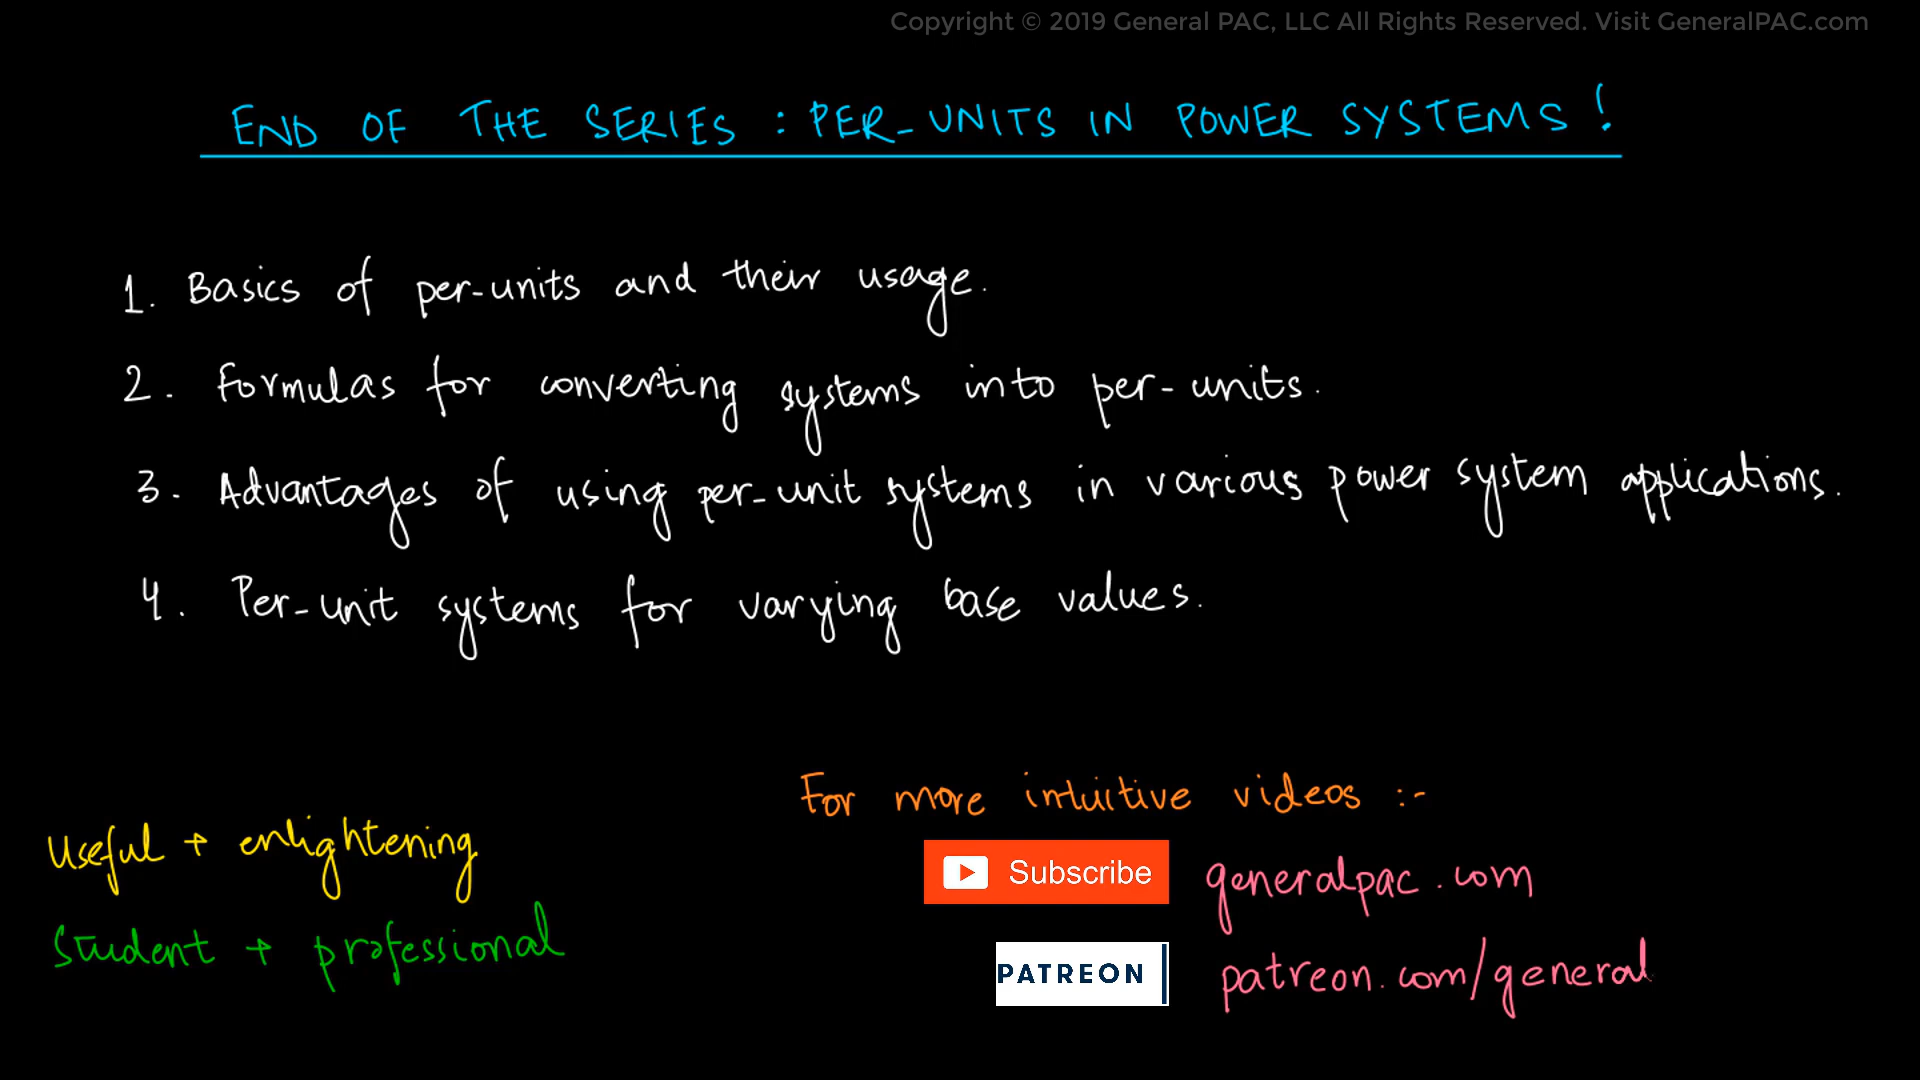 Copyright © 2019 General PAC, LLC All Rights Reserved. Visit GeneralPAC.com
END OF THE SERIES : PER-UNITS IN POWER SYSTEMS !
1. Basics of per-units and their usage.
2. Formulas for converting systems into per-units.
3. Advantages of using per-unit systems in various power system applications.
4. Per-unit systems for varying base values.
For more intuitive videos :-
Useful + enlightening
Subscribe generalpac.com
Student + professional
PATREON patreon.com/general